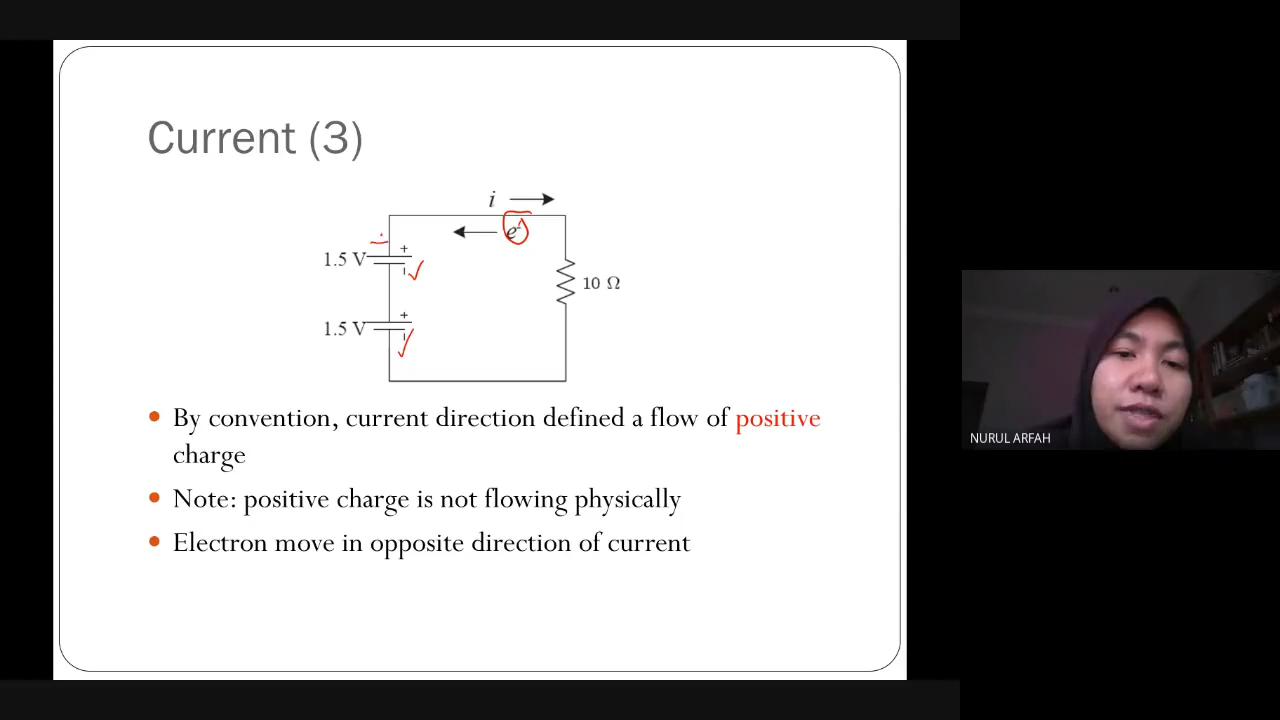 Current (3)
i
e
1.5 V
+
10 Ω
1.5 V
+
By convention, current direction defined a flow of positive
charge
Note: positive charge is not flowing physically
Electron move in opposite direction of current
NURUL ARFAH